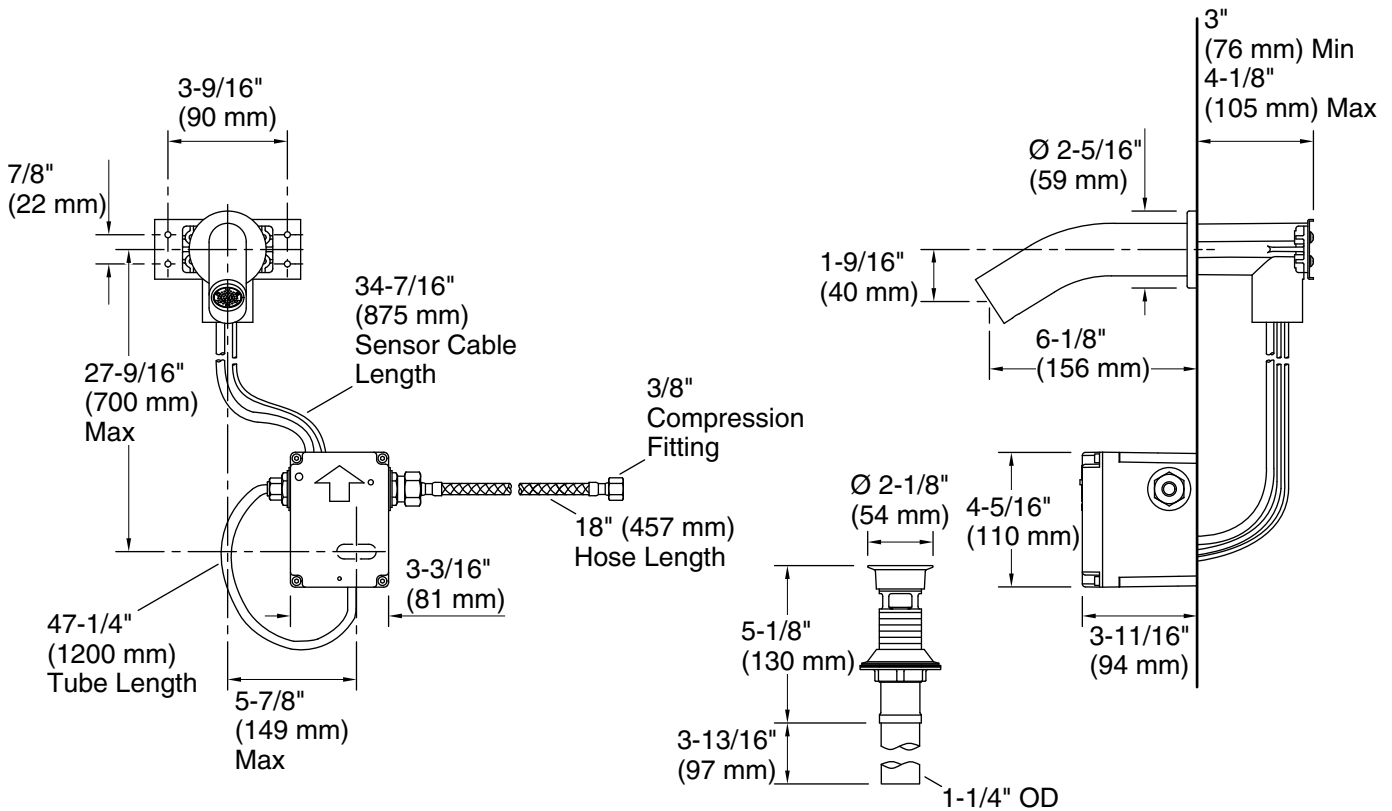 3-9/16"
(90 mm)
7/8"
(22 mm)
34-7/16"
(875 mm)
Sensor Cable
Length
27-9/16"
(700 mm)
Max
3/8"
Compression
Fitting
18" (457 mm)
Hose Length
3-3/16"
(81 mm)
47-1/4"
(1200 mm)
Tube Length
5-7/8"
(149 mm)
Max
3"
(76 mm) Min
4-1/8"
(105 mm) Max
Ø 2-5/16"
(59 mm)
1-9/16"
(40 mm)
6-1/8"
(156 mm)
Ø 2-1/8"
(54 mm)
4-5/16"
(110 mm)
5-1/8"
(130 mm)
3-11/16"
(94 mm)
3-13/16"
(97 mm)
1-1/4" OD